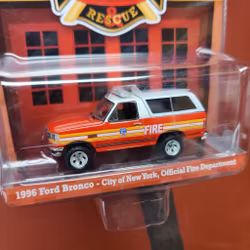 & RESCUE
FIRE
1996 Ford Bronco - City of New York, Official Fire Department